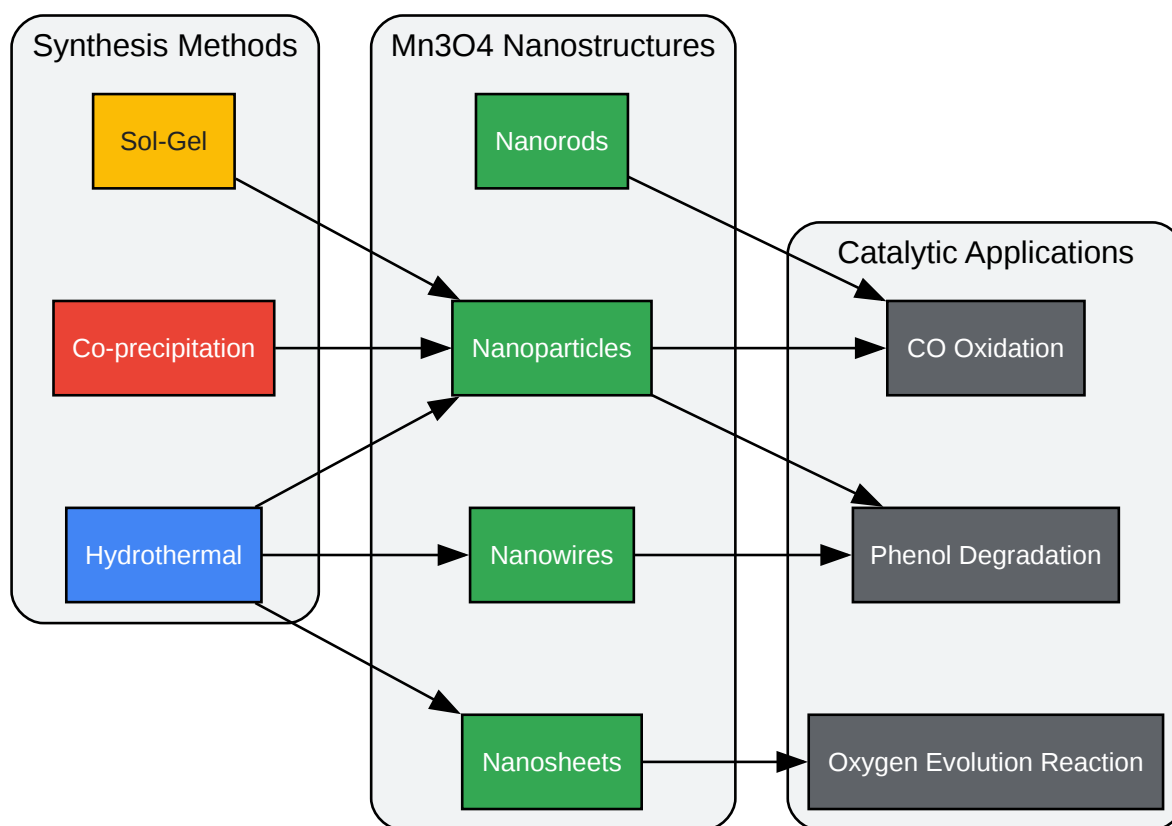 Synthesis Methods
Sol-Gel
Co-precipitation
Hydrothermal
Mn3O4 Nanostructures
Nanorods
Nanoparticles
Nanowires
Nanosheets
Catalytic Applications
CO Oxidation
Phenol Degradation
Oxygen Evolution Reaction